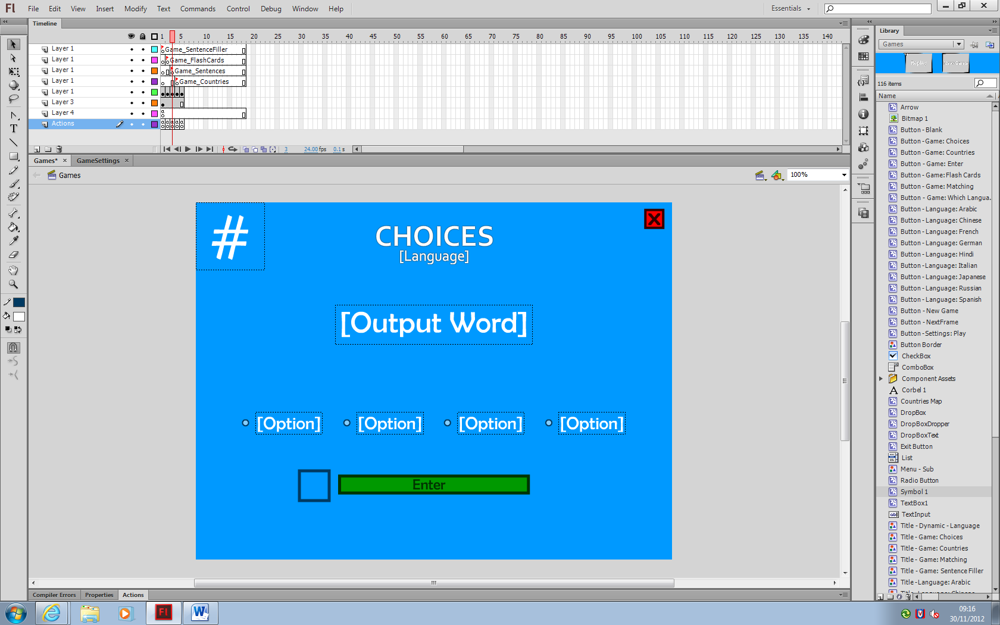 Fl File Edit View Insert Modify Text Commands Control Debug Window Help Essentials
Timeline
1 5 10 15 20 25 30 35 40 45 50 55 60 65 70 75 80 85 90 95 100 105 110 115 120 125 130 135 140
Layer 1 Game_SentenceFiller
Layer 1 Game_FlashCards
Layer 1 Game_Sentences
Layer 1 Game_Countries
Layer 1
Layer 3
Layer 4
Actions
3 24.00 fps 0.1 s
Games* GameSettings
Games
100%
#
CHOICES
[Language]
[Output Word]
[Option] [Option] [Option] [Option]
Enter
Compiler Errors Properties Actions
Library
Games
Replay New Game
116 items
Name
Arrow
Bitmap 1
Button - Blank
Button - Game: Choices
Button - Game: Countries
Button - Game: Enter
Button - Game: Flash Cards
Button - Game: Matching
Button - Game: Which Langua..
Button - Language: Arabic
Button - Language: Chinese
Button - Language: French
Button - Language: German
Button - Language: Hindi
Button - Language: Italian
Button - Language: Japanese
Button - Language: Russian
Button - Language: Spanish
Button - New Game
Button - NextFrame
Button - Settings: Play
Button Border
CheckBox
ComboBox
Component Assets
Corbel 1
Countries Map
DropBox
DropBoxDropper
DropBoxText
Exit Button
List
Menu - Sub
Radio Button
Symbol 1
TextBox1
TextInput
Title - Dynamic - Language
Title - Game: Choices
Title - Game: Countries
Title - Game: Matching
Title - Game: Sentence Filler
Title - Language: Arabic
Title - Language: Chinese
Fl W
09:16
30/11/2012